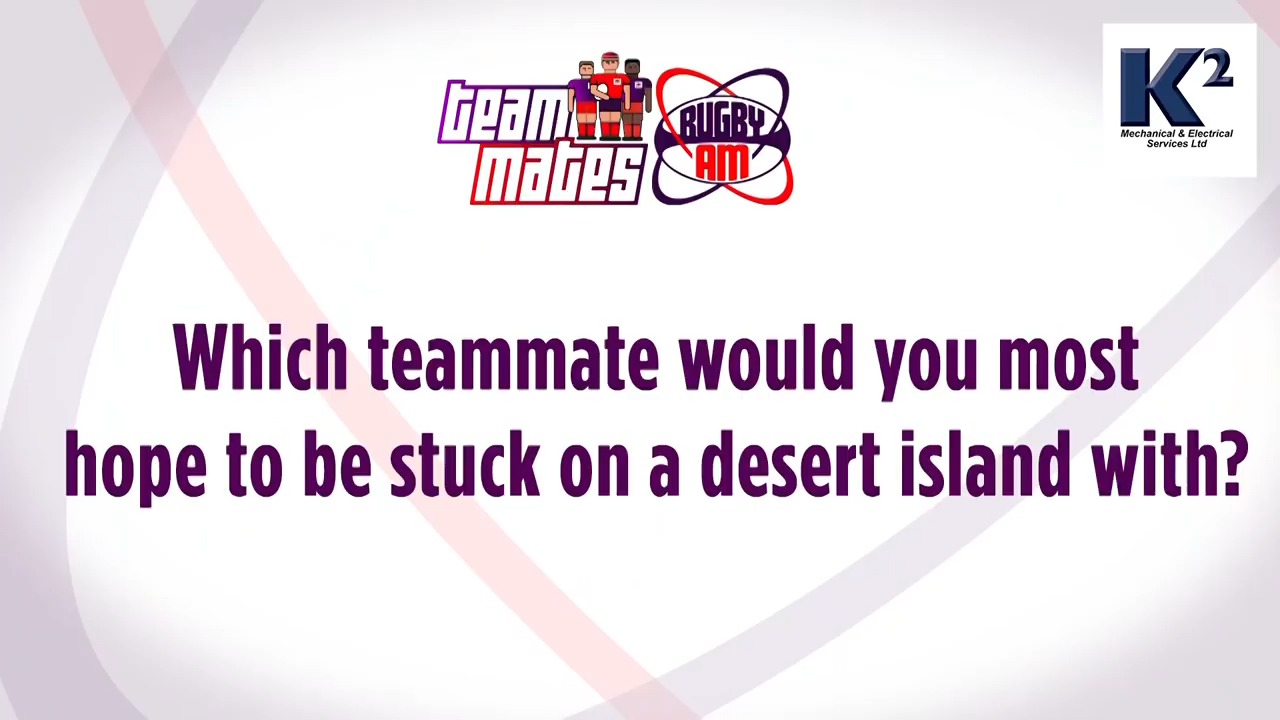 team
mates
RUGBY
AM
K2
Mechanical & Electrical
Services Ltd
Which teammate would you most
hope to be stuck on a desert island with?